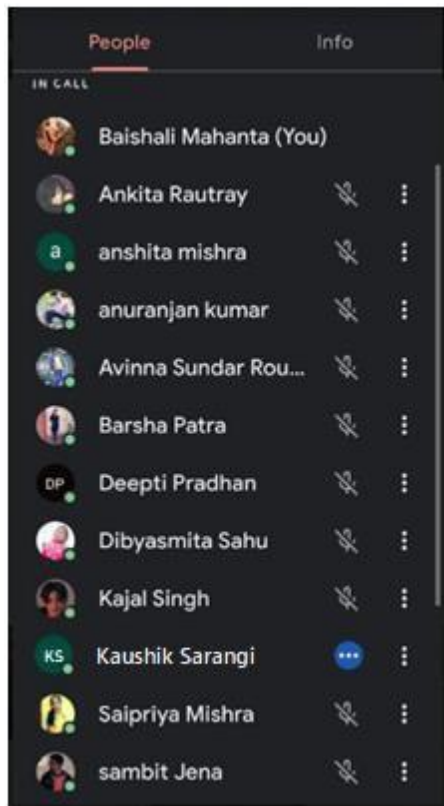 People Info
IN CALL
Baishali Mahanta (You)
Ankita Rautray
a anshita mishra
anuranjan kumar
Avinna Sundar Rou...
Barsha Patra
DP Deepti Pradhan
Dibyasmita Sahu
Kajal Singh
KS Kaushik Sarangi
Saipriya Mishra
sambit Jena